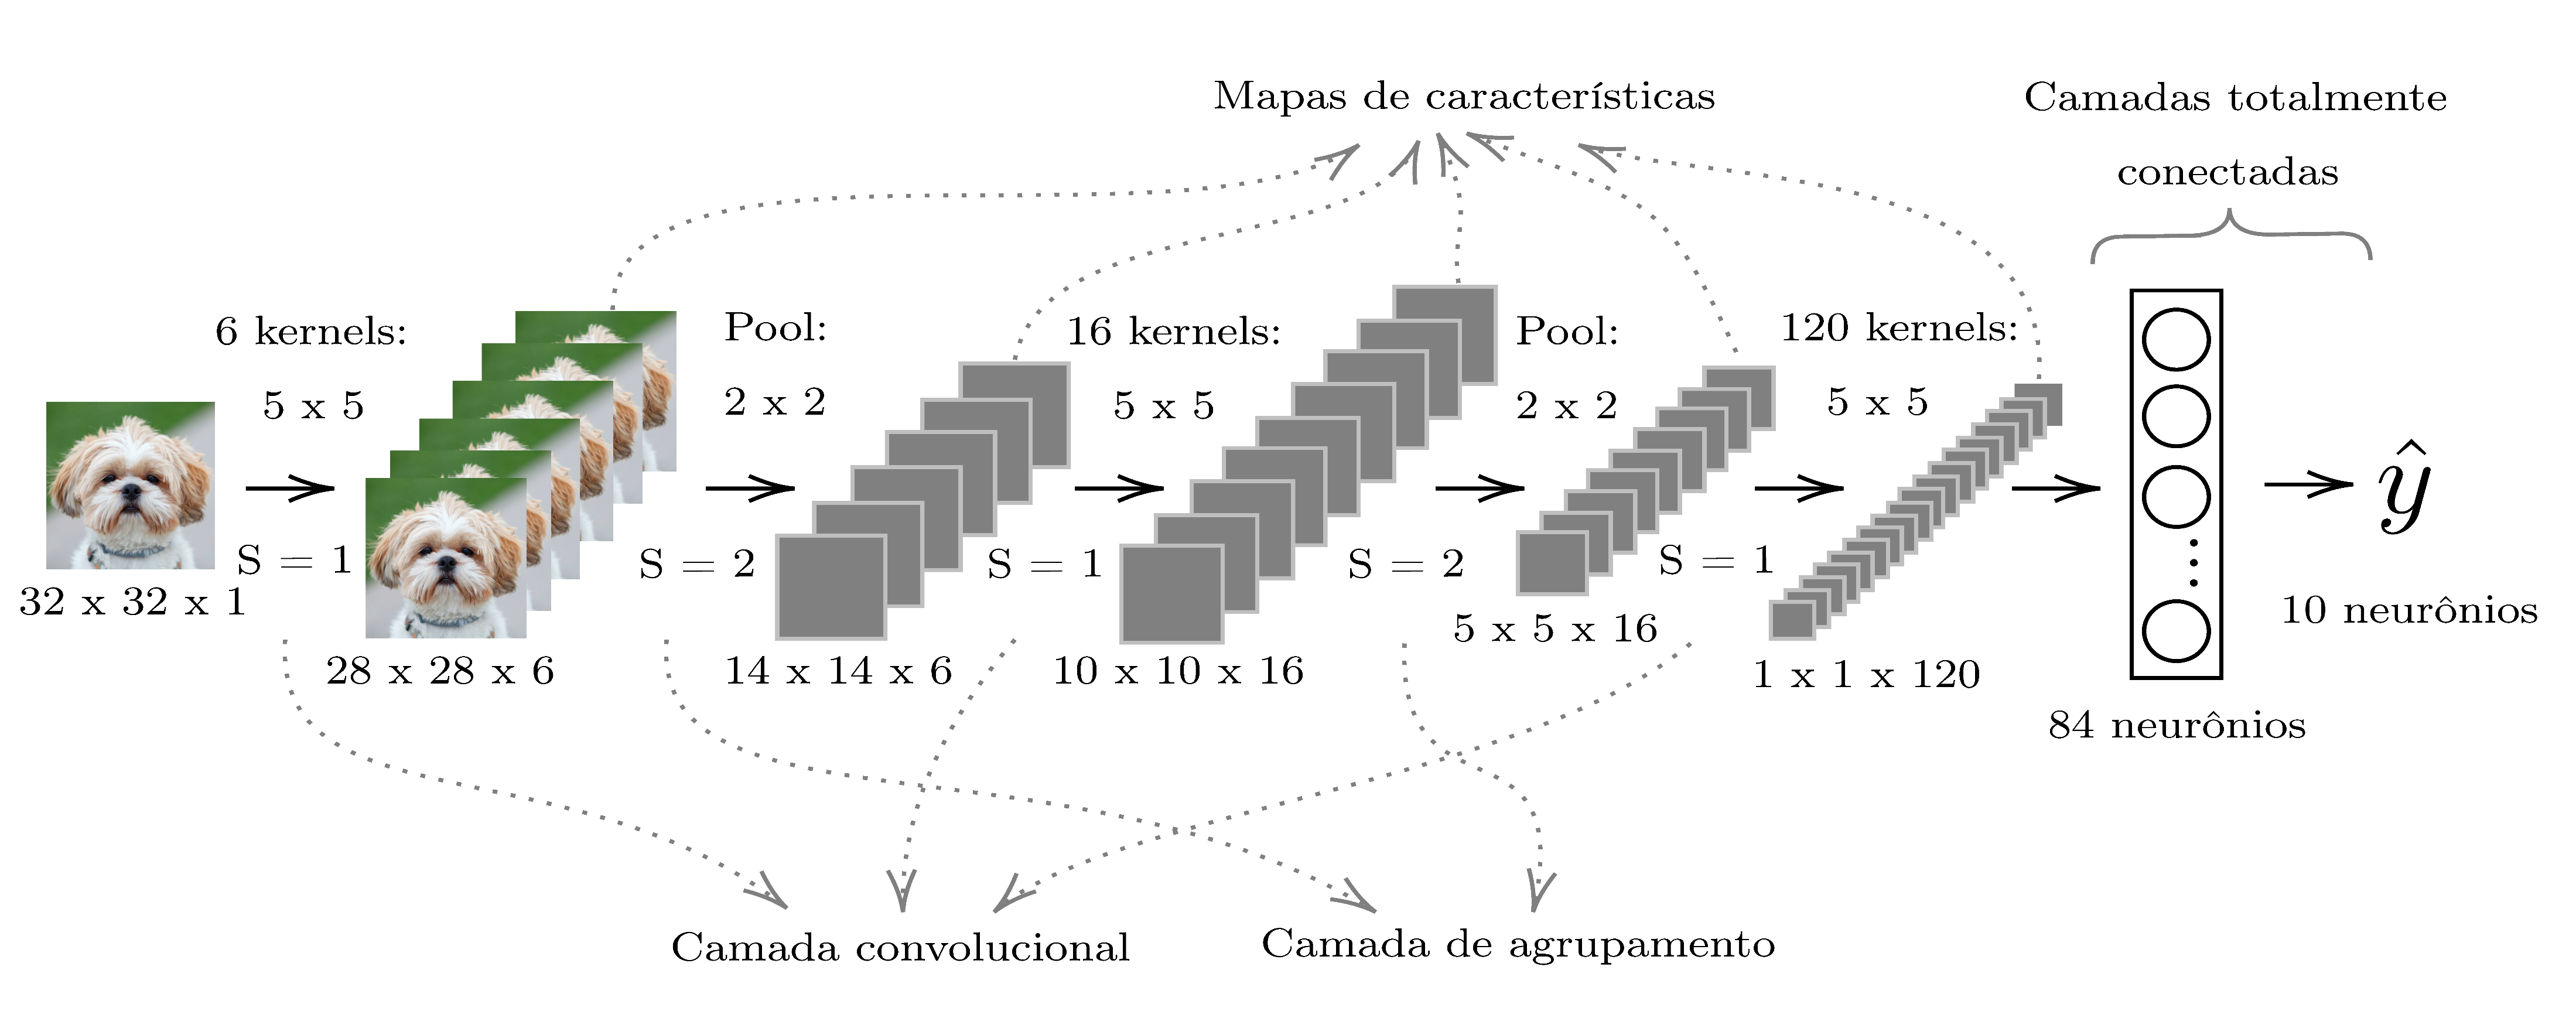 Mapas de características
Camadas totalmente
conectadas
6 kernels:
5 x 5
S = 1
32 x 32 x 1
28 x 28 x 6
Pool:
2 x 2
S = 2
14 x 14 x 6
16 kernels:
5 x 5
S = 1
10 x 10 x 16
Pool:
2 x 2
S = 2
5 x 5 x 16
120 kernels:
5 x 5
S = 1
1 x 1 x 120
84 neurônios
ŷ
10 neurônios
Camada convolucional
Camada de agrupamento